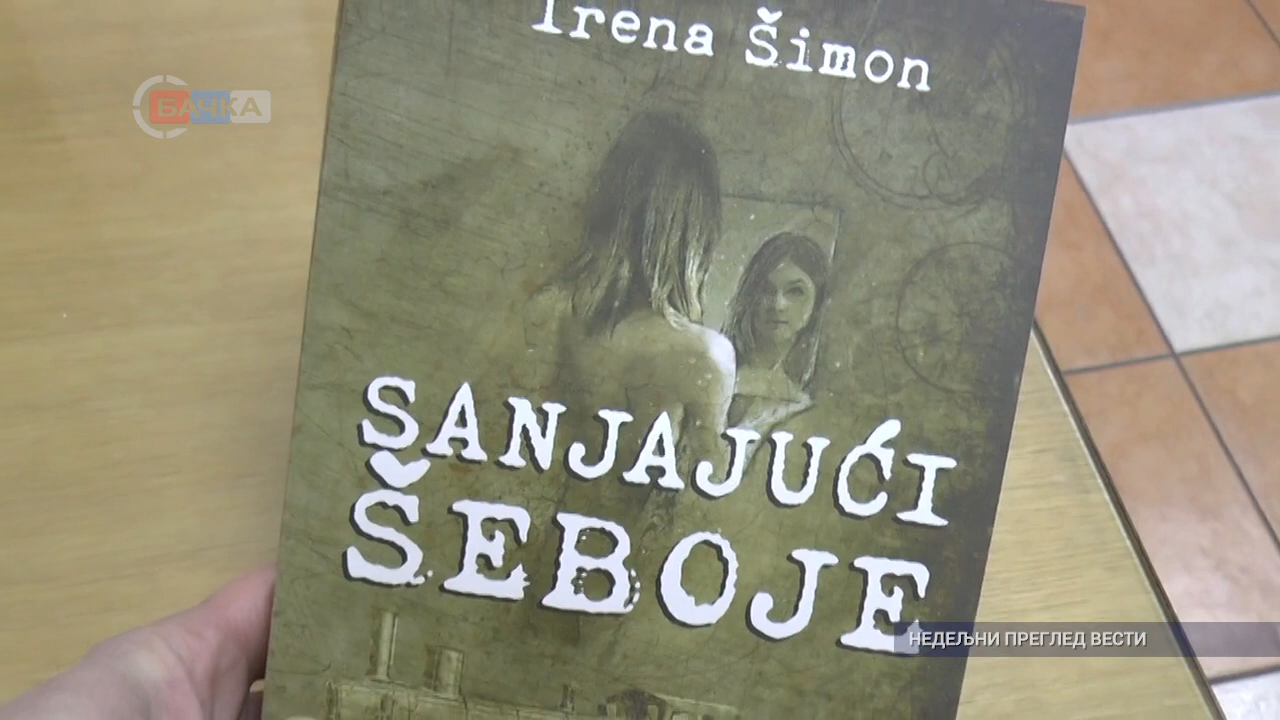 Irena Šimon
БАЧКА
SANJAJUĆI
ŠEBOJE
НЕДЕЉНИ ПРЕГЛЕД ВЕСТИ